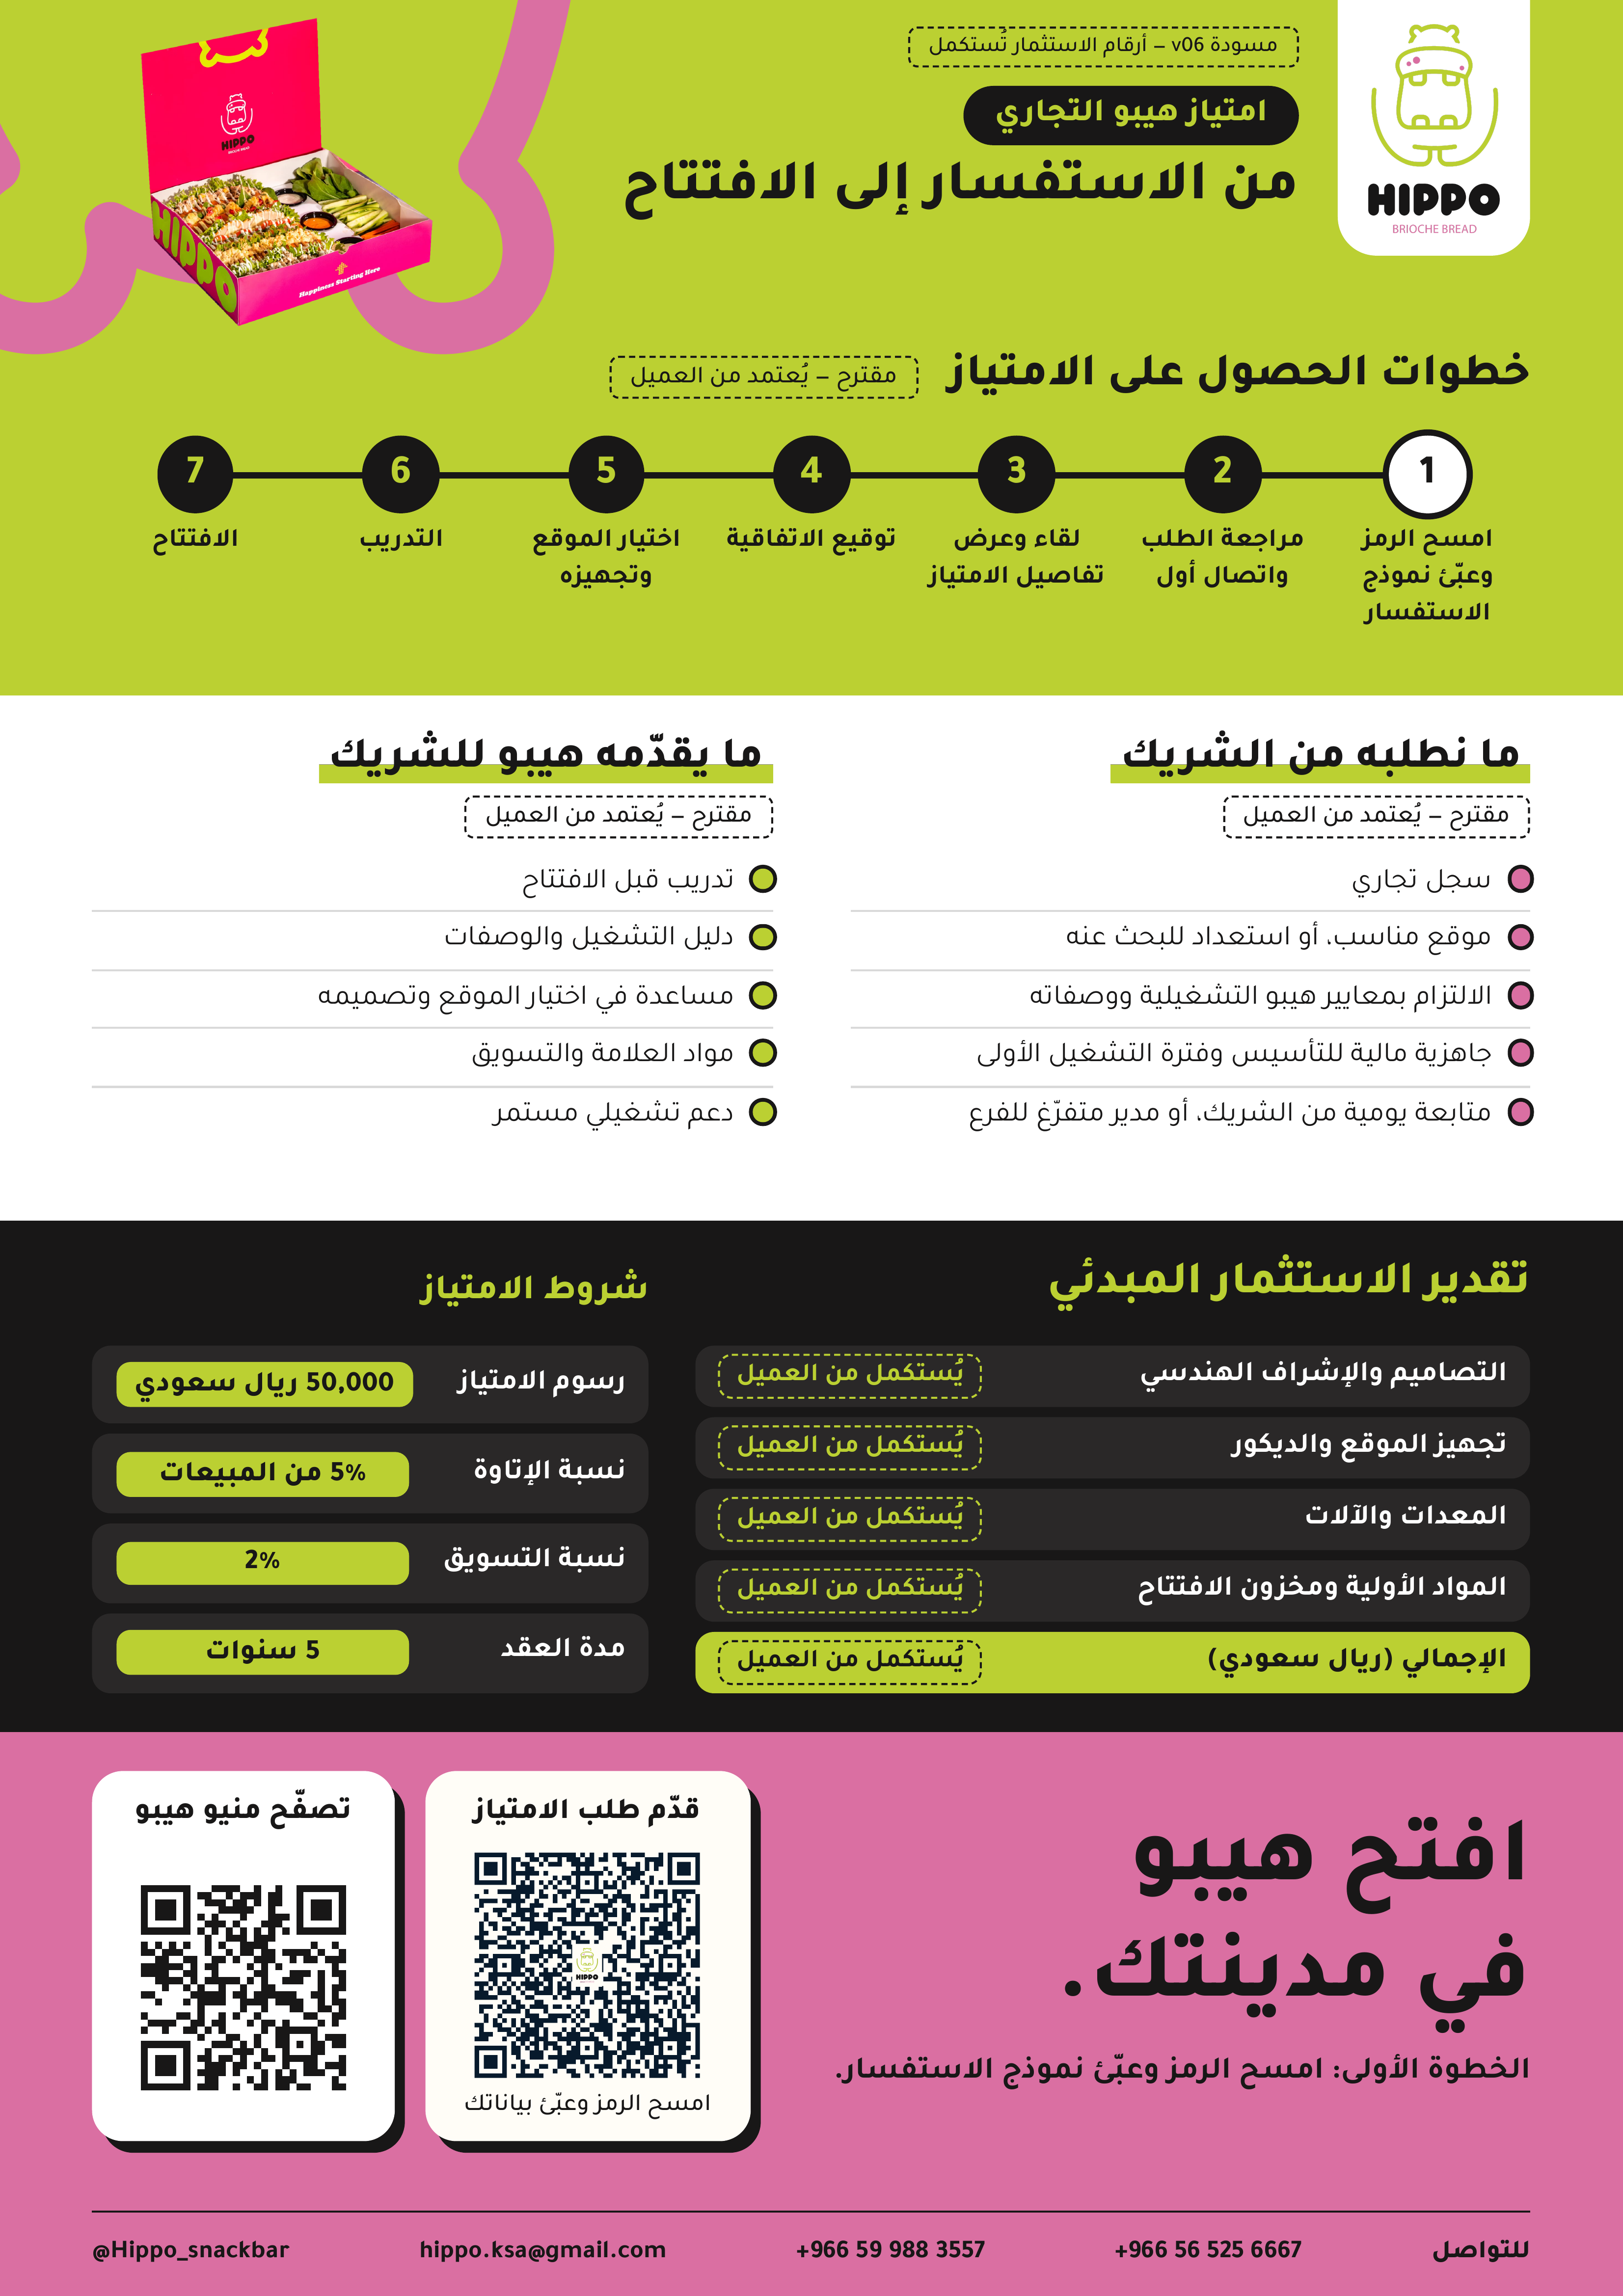 مسودة v06 – أرقام الاستثمار تُستكمل
امتياز هيبو التجاري
من الاستفسار إلى الافتتاح
HIPPO
BRIOCHE BREAD
HIPPO
HIPPO
Happiness Starting Here
خطوات الحصول على الامتياز
مقترح – يُعتمد من العميل
1
امسح الرمز
وعبّئ نموذج
الاستفسار
2
مراجعة الطلب
واتصال أول
3
لقاء وعرض
تفاصيل الامتياز
4
توقيع الاتفاقية
5
اختيار الموقع
وتجهيزه
6
التدريب
7
الافتتاح
ما نطلبه من الشريك
مقترح – يُعتمد من العميل
سجل تجاري
موقع مناسب، أو استعداد للبحث عنه
الالتزام بمعايير هيبو التشغيلية ووصفاته
جاهزية مالية للتأسيس وفترة التشغيل الأولى
متابعة يومية من الشريك، أو مدير متفرّغ للفرع
ما يقدّمه هيبو للشريك
مقترح – يُعتمد من العميل
تدريب قبل الافتتاح
دليل التشغيل والوصفات
مساعدة في اختيار الموقع وتصميمه
مواد العلامة والتسويق
دعم تشغيلي مستمر
تقدير الاستثمار المبدئي
التصاميم والإشراف الهندسي يُستكمل من العميل
تجهيز الموقع والديكور يُستكمل من العميل
المعدات والآلات يُستكمل من العميل
المواد الأولية ومخزون الافتتاح يُستكمل من العميل
الإجمالي (ريال سعودي) يُستكمل من العميل
شروط الامتياز
رسوم الامتياز 50,000 ريال سعودي
نسبة الإتاوة 5% من المبيعات
نسبة التسويق 2%
مدة العقد 5 سنوات
افتح هيبو
في مدينتك.
الخطوة الأولى: امسح الرمز وعبّئ نموذج الاستفسار.
قدّم طلب الامتياز
HIPPO
امسح الرمز وعبّئ بياناتك
تصفّح منيو هيبو
للتواصل
+966 56 525 6667
+966 59 988 3557
hippo.ksa@gmail.com
@Hippo_snackbar